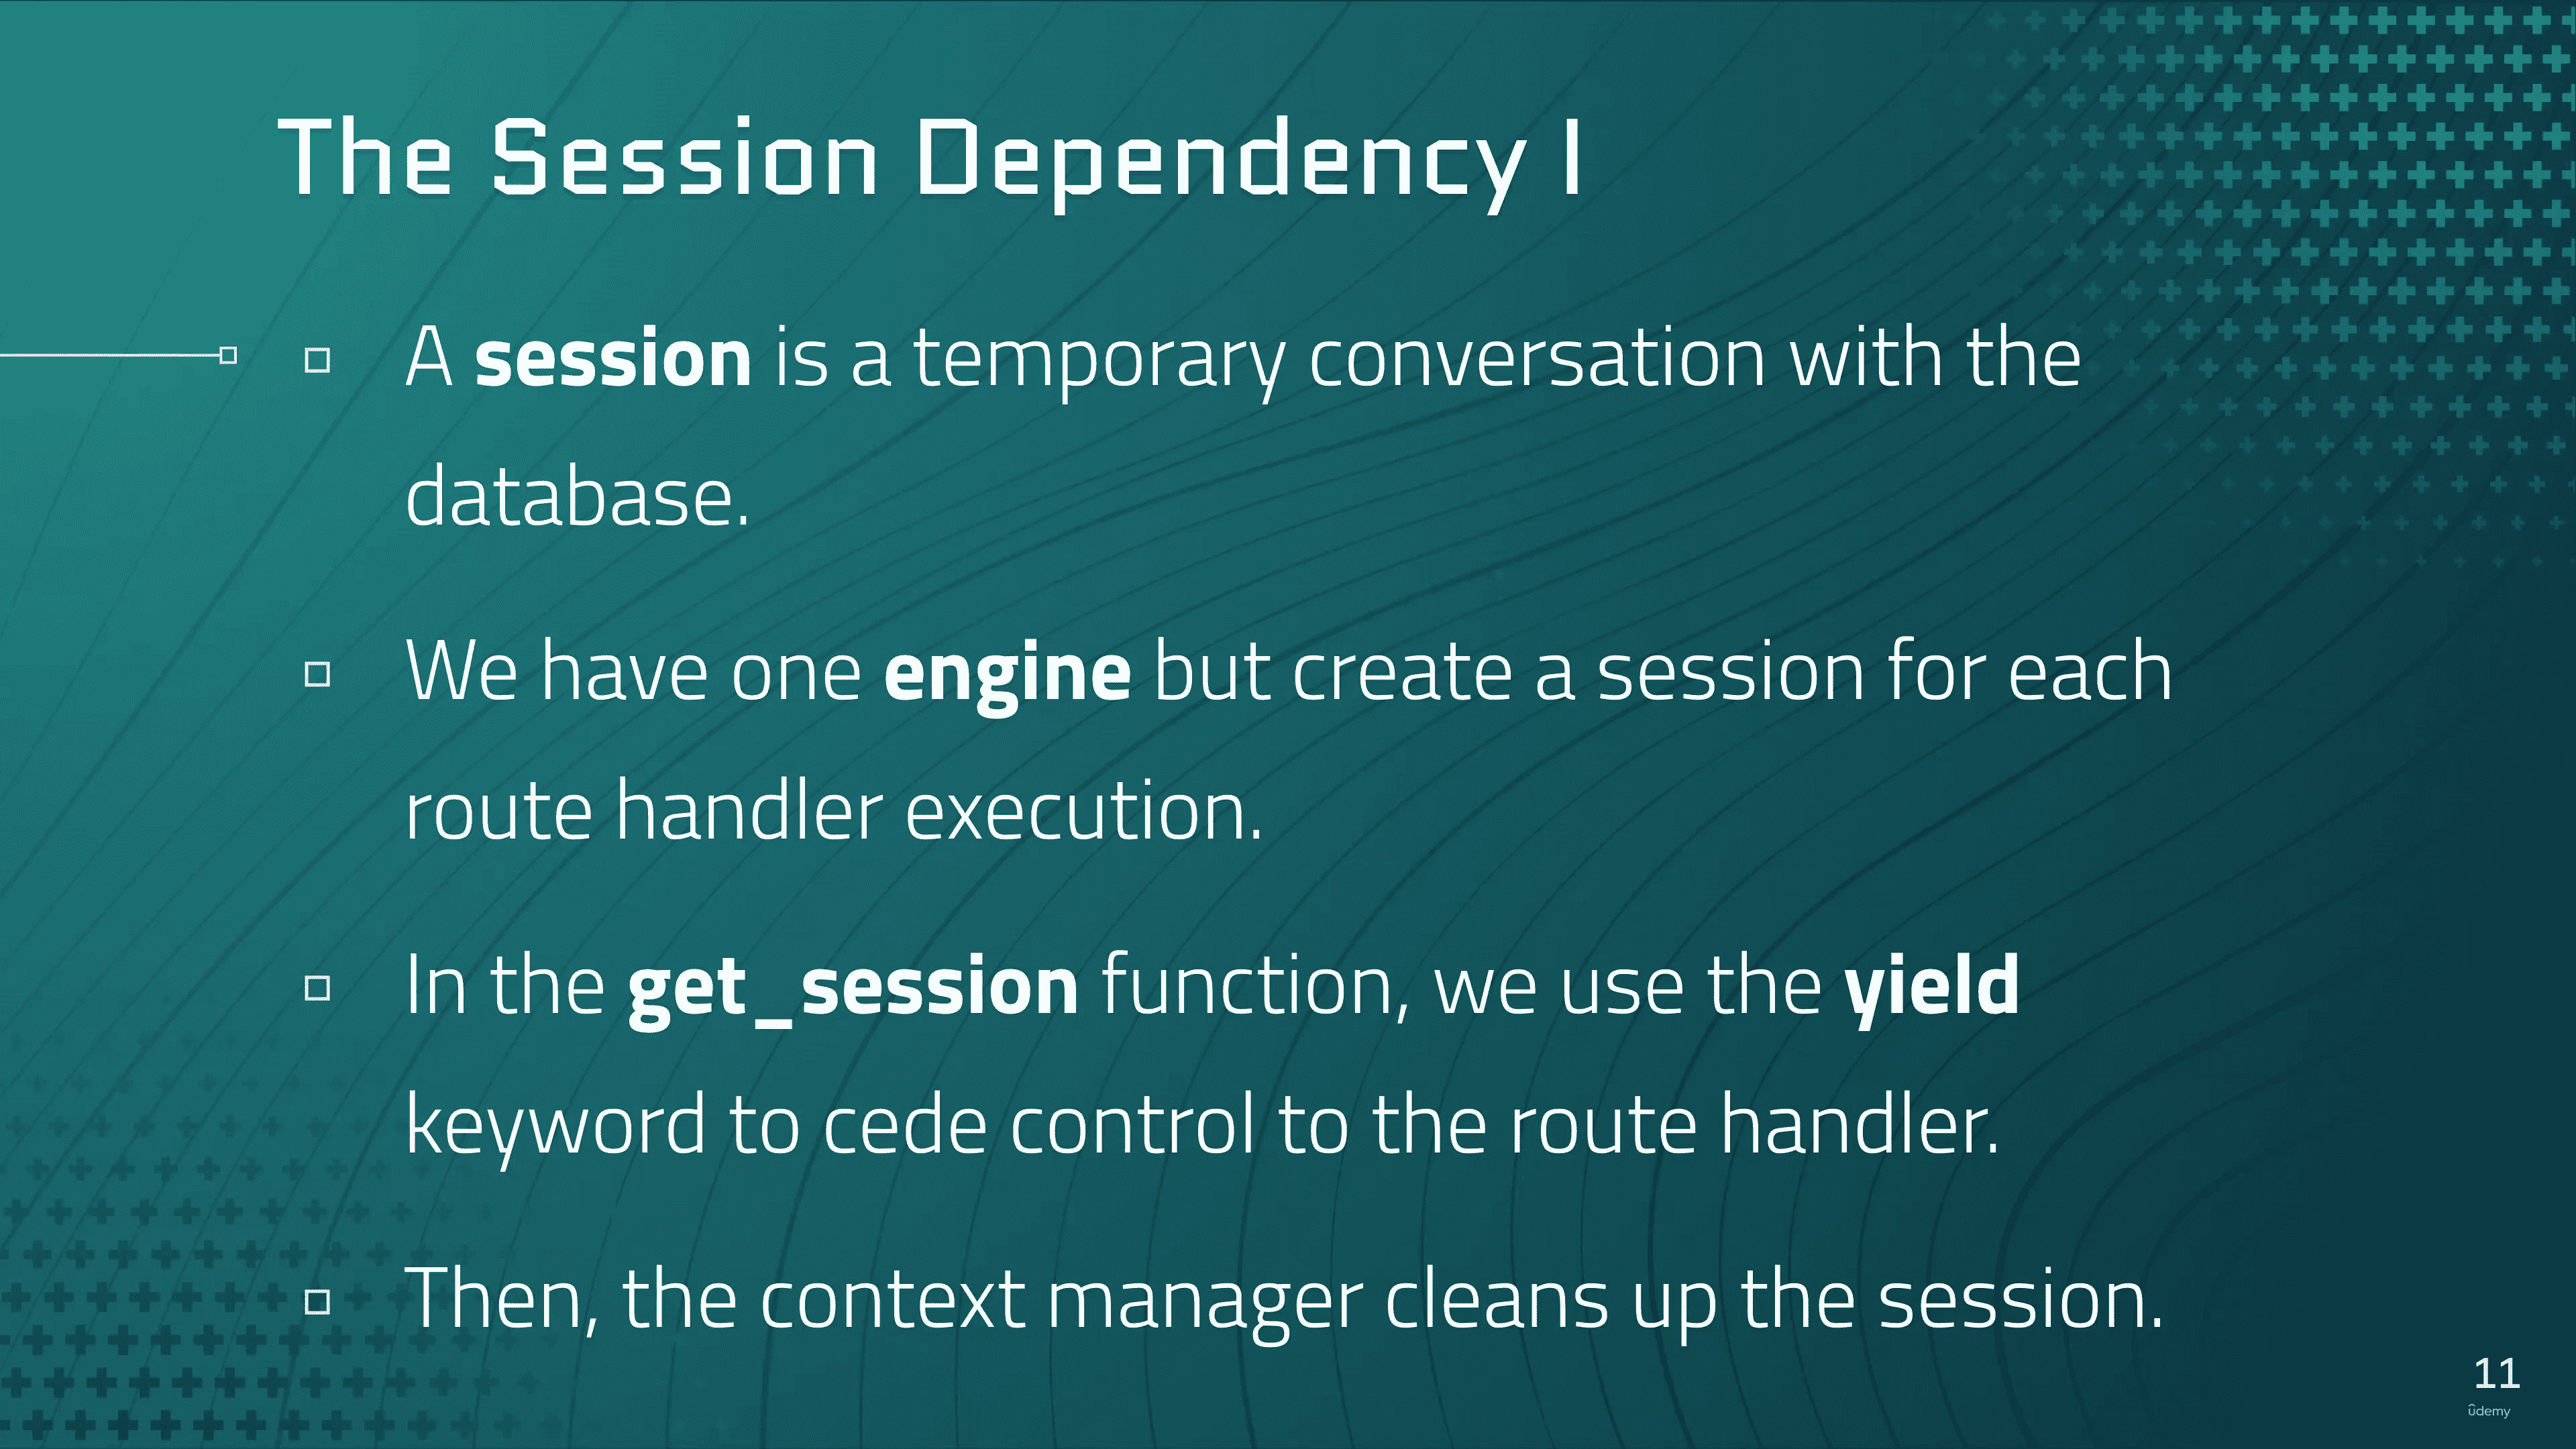 The Session Dependency I
A session is a temporary conversation with the
database.
We have one engine but create a session for each
route handler execution.
In the get_session function, we use the yield
keyword to cede control to the route handler.
Then, the context manager cleans up the session.
11
ûdemy